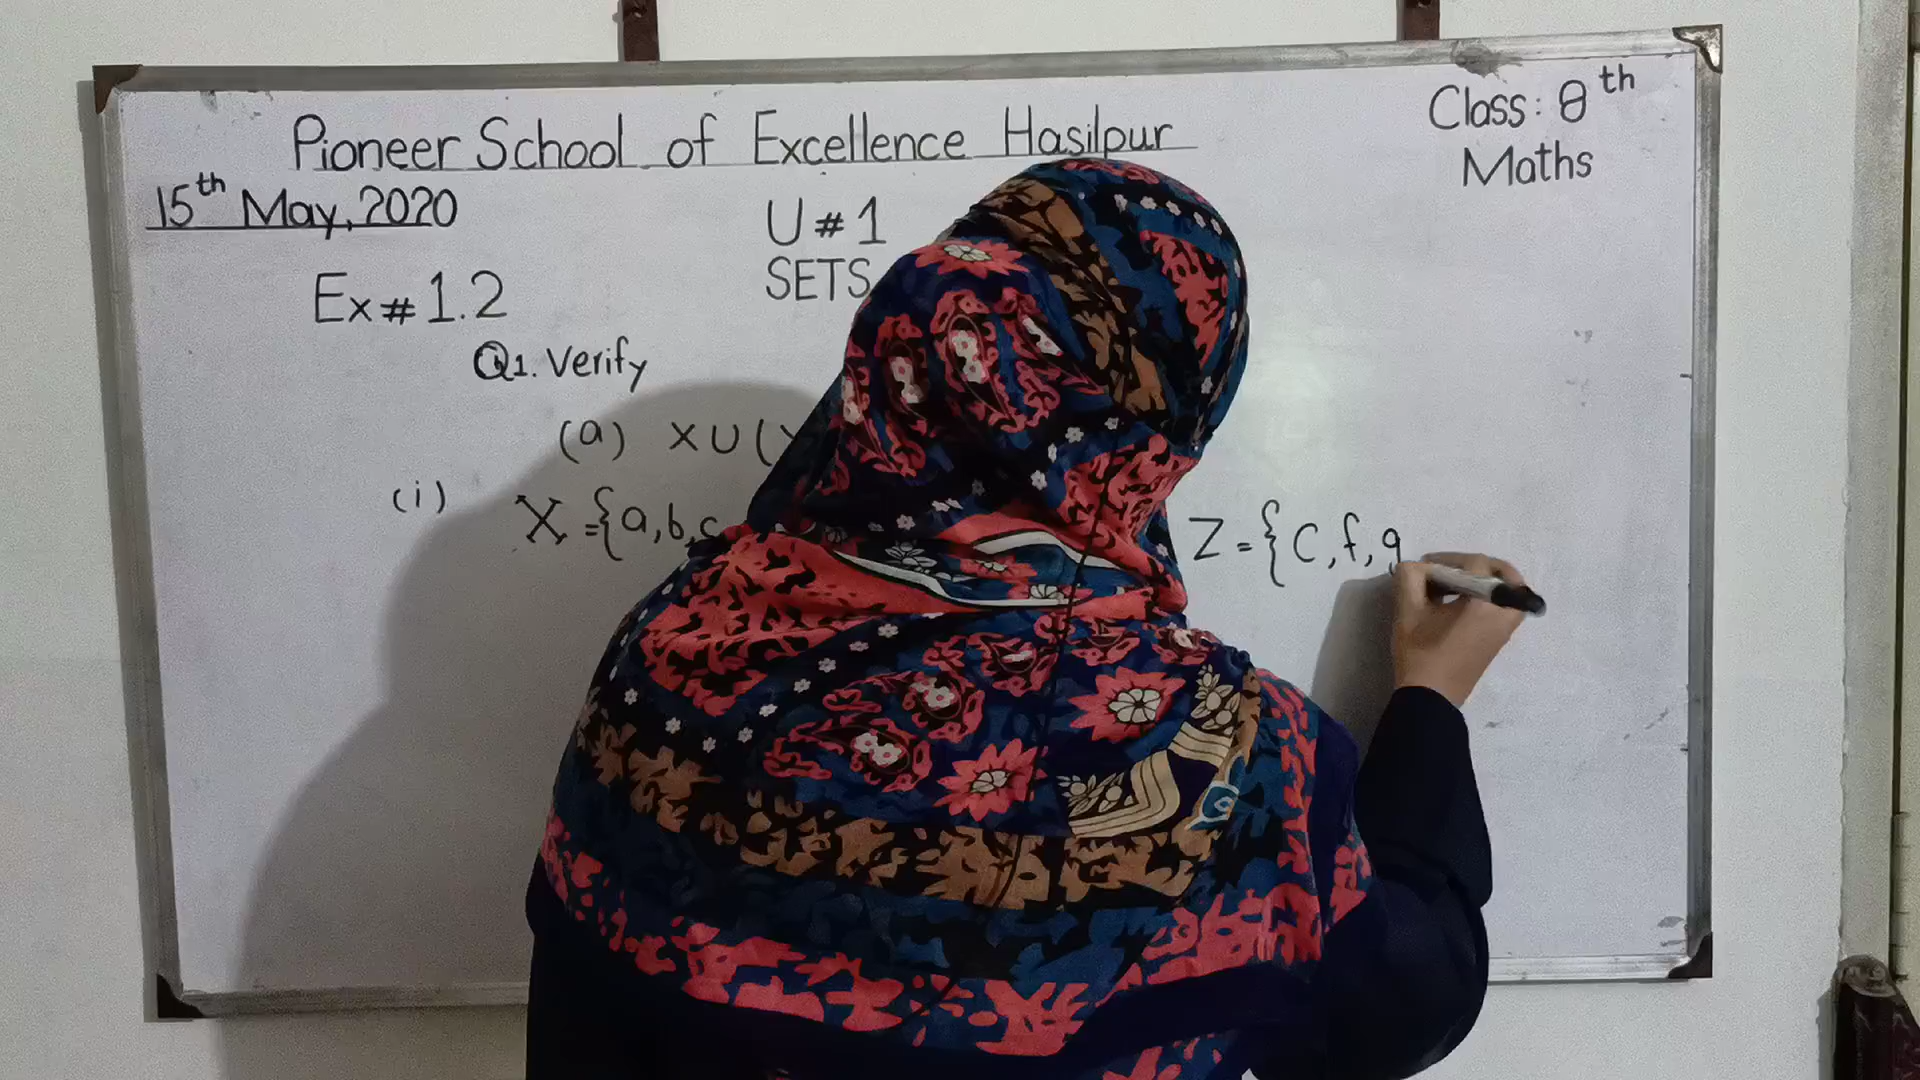 Pioneer School of Excellence Hasilpur
Class: 8th
Maths
15th May, 2020
U # 1
SETS
Ex # 1.2
Q1. Verify
(a) X U (Y
(i) X = {a, b, c Z = {C, f, g